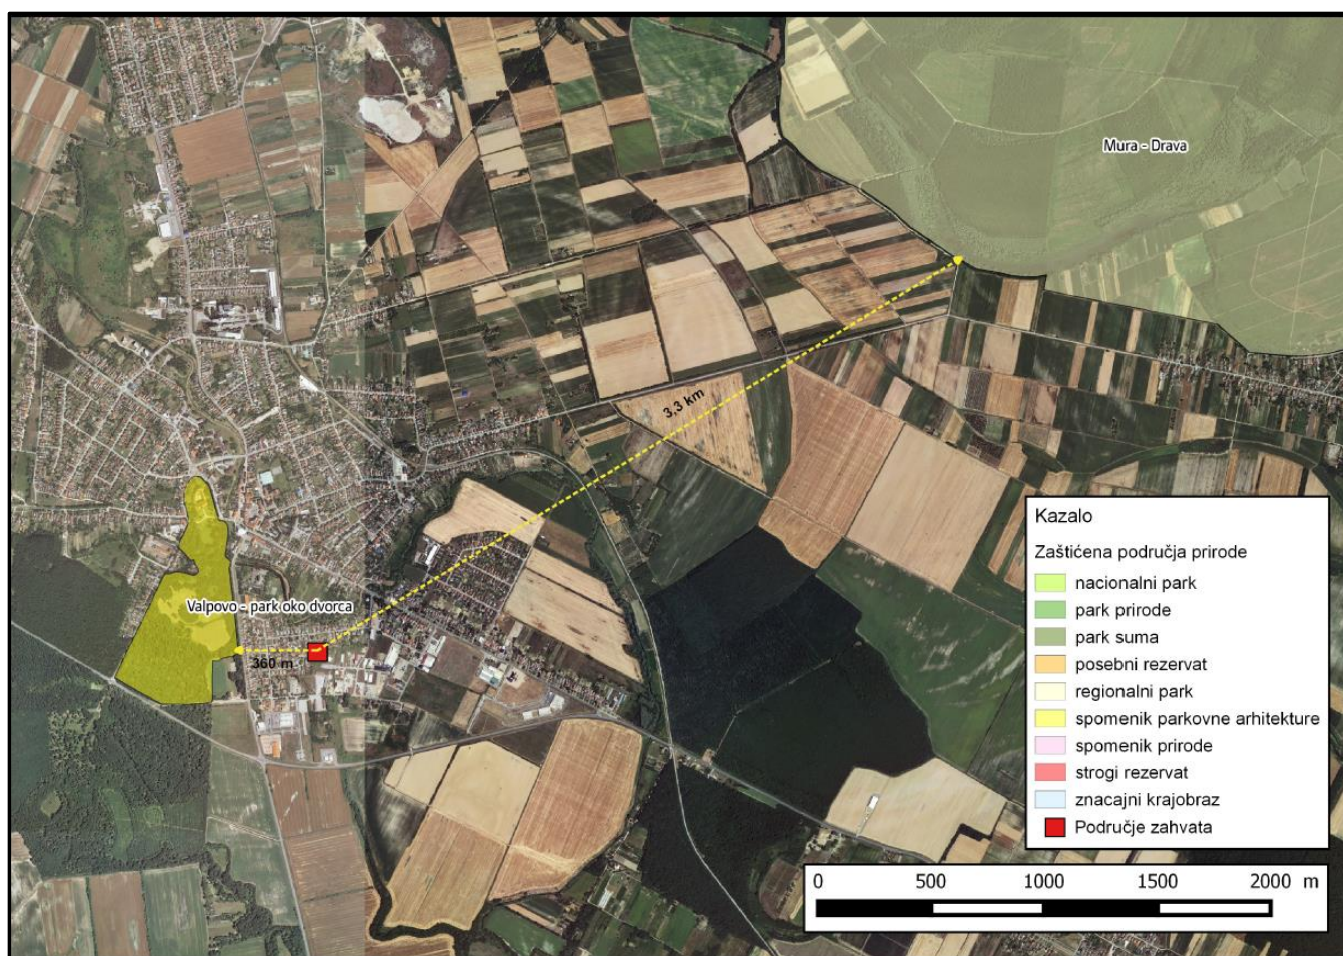 Mura - Drava
3,3 km
Valpovo - park oko dvorca
360 m
Kazalo
Zaštićena područja prirode
nacionalni park
park prirode
park suma
posebni rezervat
regionalni park
spomenik parkovne arhitekture
spomenik prirode
strogi rezervat
znacajni krajobraz
Područje zahvata
0 500 1000 1500 2000 m